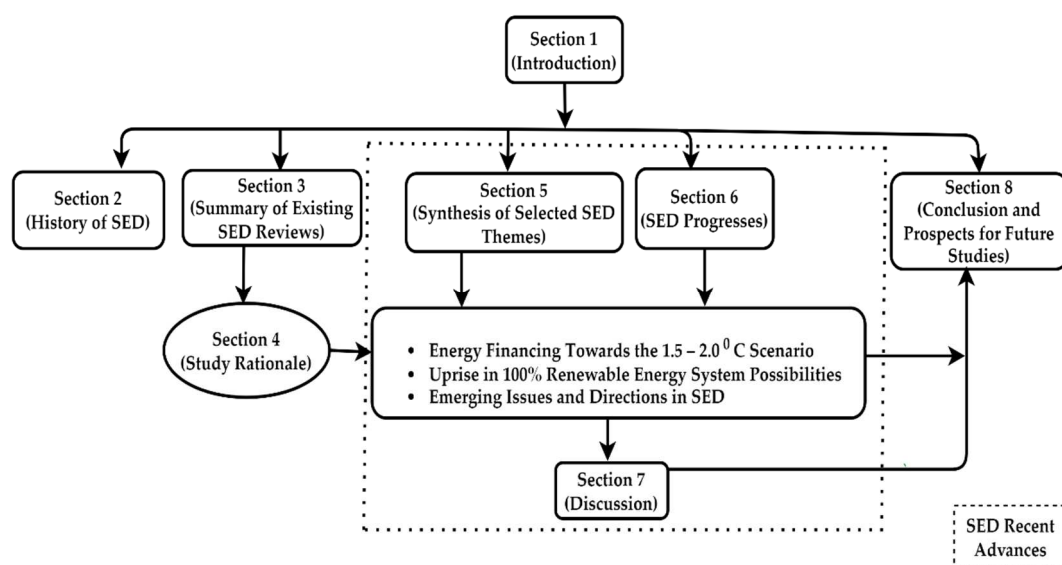 Section 1
(Introduction)
Section 2
(History of SED)
Section 3
(Summary of Existing
SED Reviews)
Section 5
(Synthesis of Selected SED
Themes)
Section 6
(SED Progresses)
Section 8
(Conclusion and
Prospects for Future
Studies)
Section 4
(Study Rationale)
• Energy Financing Towards the 1.5 – 2.0 ⁰ C Scenario
• Uprise in 100% Renewable Energy System Possibilities
• Emerging Issues and Directions in SED
Section 7
(Discussion)
SED Recent
Advances